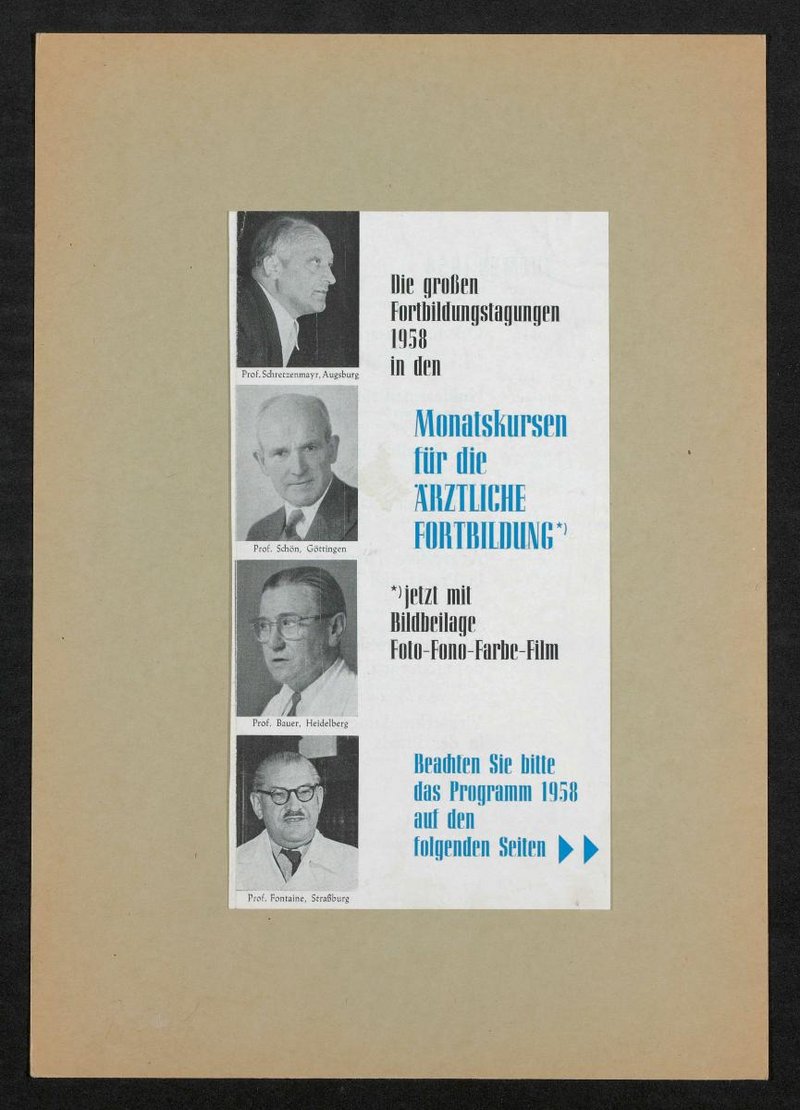 Prof. Schretzenmayr, Augsburg
Prof. Schön, Göttingen
Prof. Bauer, Heidelberg
Prof. Fontaine, Straßburg
Die großen
Fortbildungstagungen
1958
in den
Monatskursen
für die
ÄRZTLICHE
FORTBILDUNG*)
*) jetzt mit
Bildbeilage
Foto-Fono-Farbe-Film
Beachten Sie bitte
das Programm 1958
auf den
folgenden Seiten